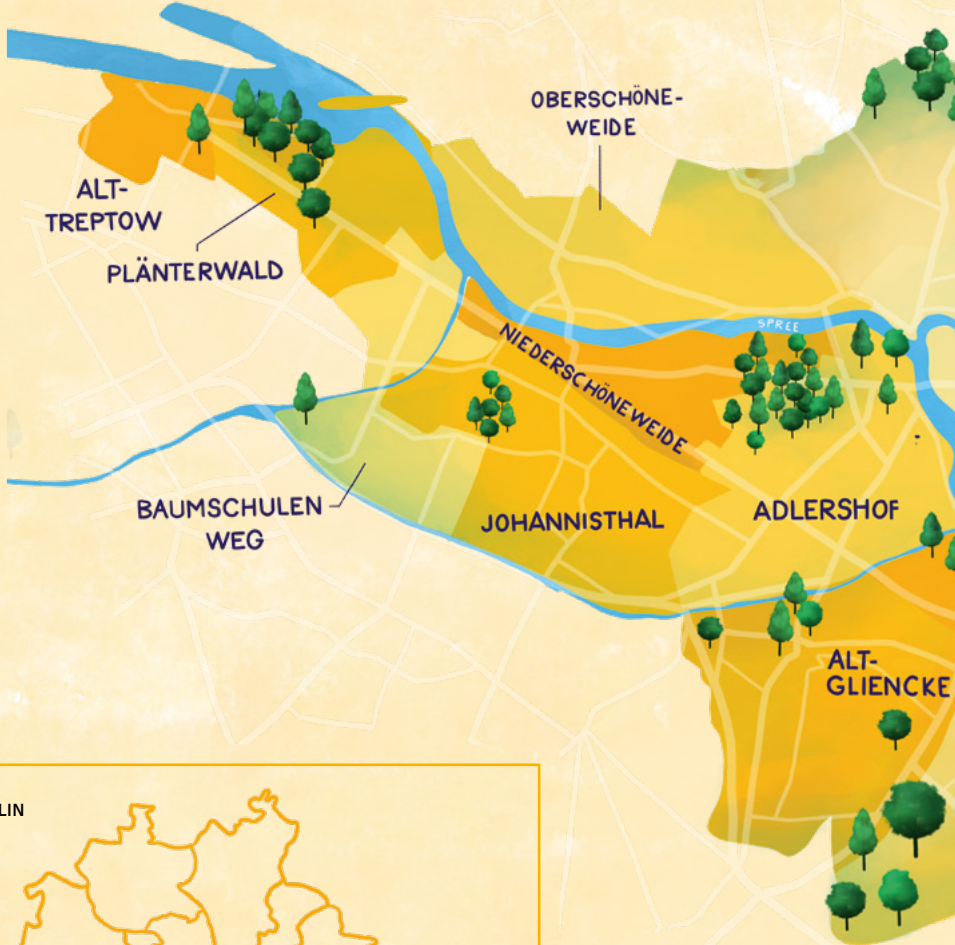 OBERSCHÖNE-
WEIDE
ALT-
TREPTOW
PLÄNTERWALD
SPREE
NIEDERSCHÖNEWEIDE
BAUMSCHULEN
WEG
JOHANNISTHAL
ADLERSHOF
ALT-
GLIENCKE
LIN